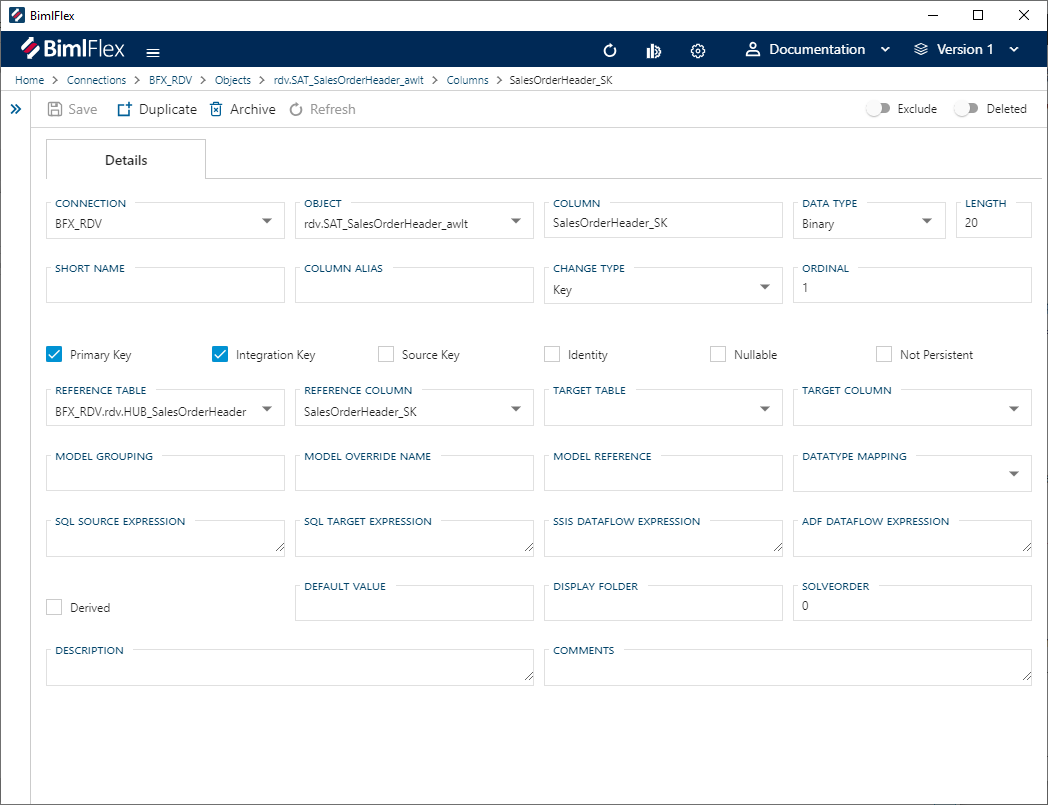 BimlFlex
BimlFlex Documentation Version 1
Home Connections BFX_RDV Objects rdv.SAT_SalesOrderHeader_awlt Columns SalesOrderHeader_SK
Save Duplicate Archive Refresh Exclude Deleted
Details
CONNECTION OBJECT COLUMN DATA TYPE LENGTH
BFX_RDV rdv.SAT_SalesOrderHeader_awlt SalesOrderHeader_SK Binary 20
SHORT NAME COLUMN ALIAS CHANGE TYPE ORDINAL
Key 1
Primary Key Integration Key Source Key Identity Nullable Not Persistent
REFERENCE TABLE REFERENCE COLUMN TARGET TABLE TARGET COLUMN
BFX_RDV.rdv.HUB_SalesOrderHeader SalesOrderHeader_SK
MODEL GROUPING MODEL OVERRIDE NAME MODEL REFERENCE DATATYPE MAPPING
SQL SOURCE EXPRESSION SQL TARGET EXPRESSION SSIS DATAFLOW EXPRESSION ADF DATAFLOW EXPRESSION
DEFAULT VALUE DISPLAY FOLDER SOLVEORDER
Derived 0
DESCRIPTION COMMENTS